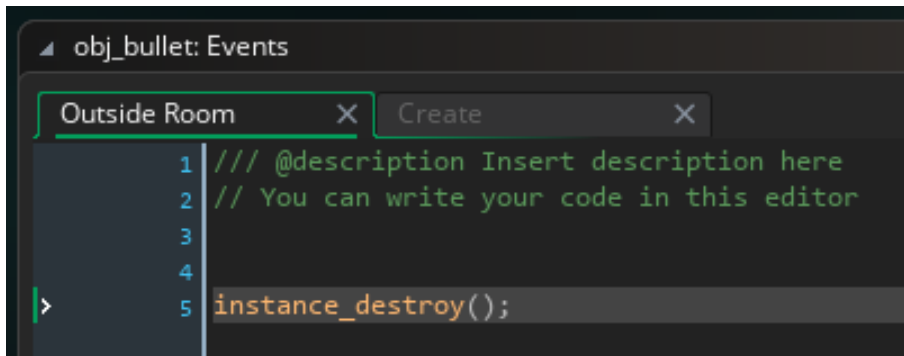 obj_bullet: Events
Outside Room
Create
1 /// @description Insert description here
2 // You can write your code in this editor
3
4
5 instance_destroy();